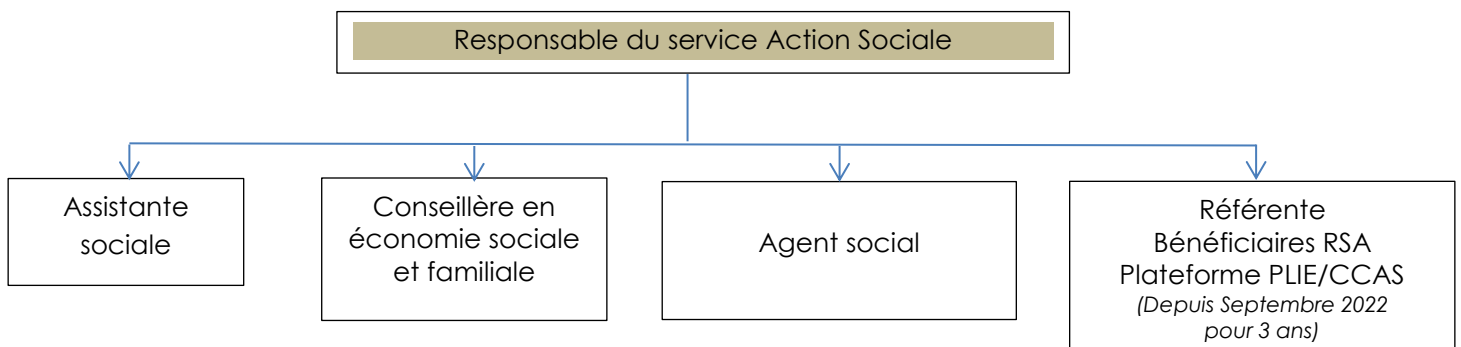 Responsable du service Action Sociale
Assistante
sociale
Conseillère en
économie sociale
et familiale
Agent social
Référente
Bénéficiaires RSA
Plateforme PLIE/CCAS
(Depuis Septembre 2022
pour 3 ans)